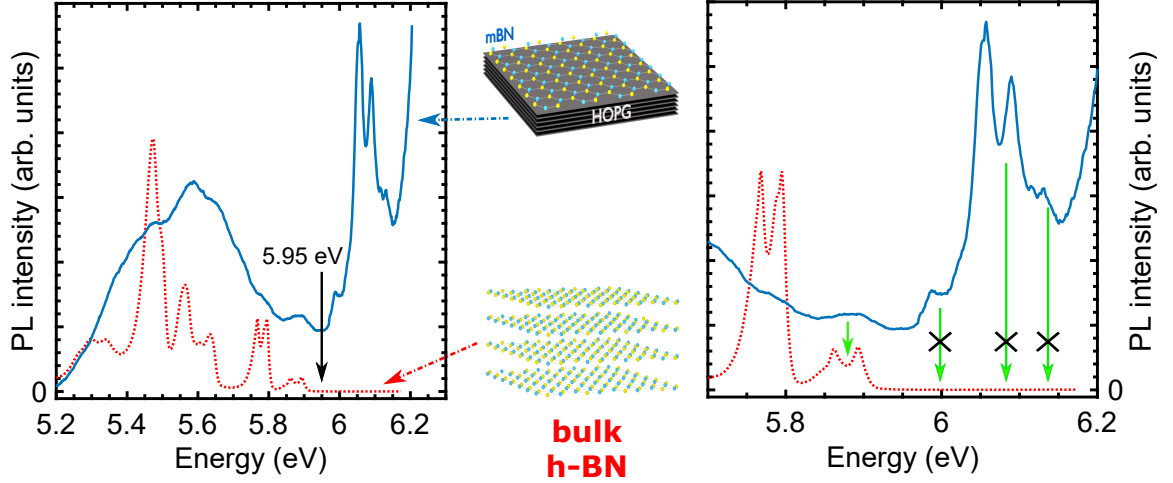 PL intensity (arb. units)
0
5.95 eV
5.2 5.4 5.6 5.8 6 6.2
Energy (eV)
mBN
HOPG
bulk
h-BN
5.8 6 6.2
Energy (eV)
0
PL intensity (arb. units)